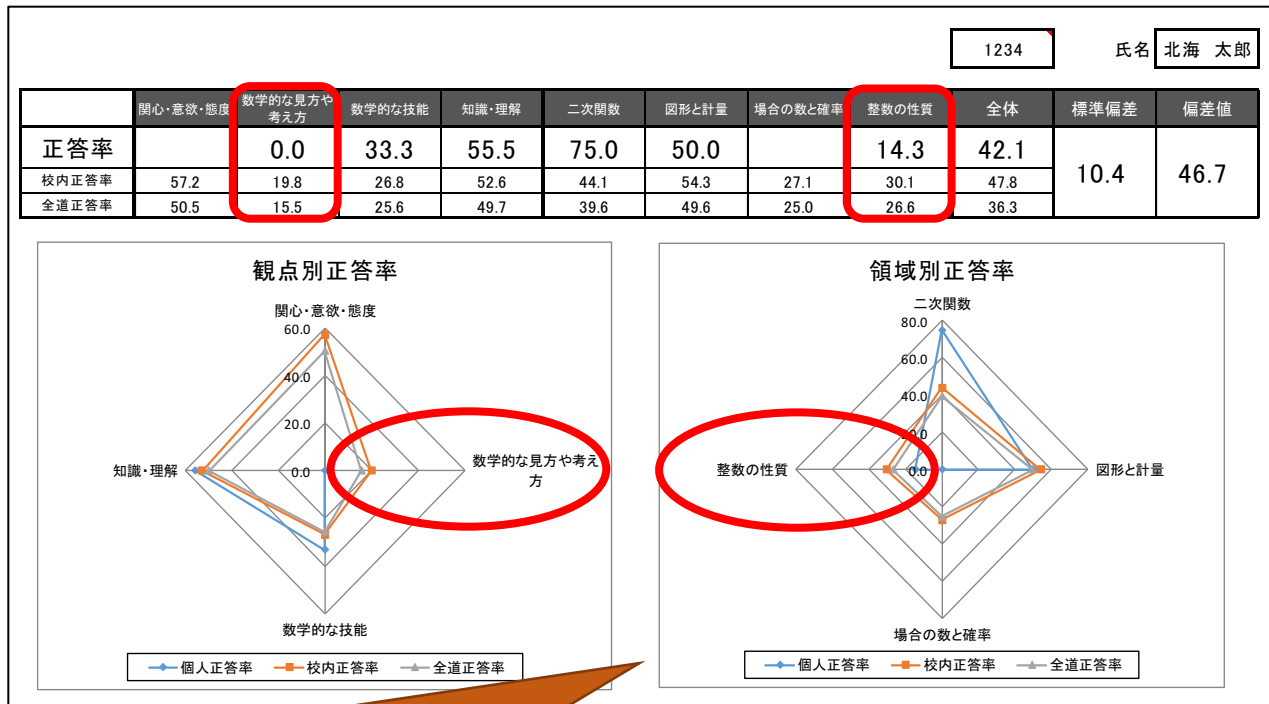 1234 氏名 北海 太郎
関心・意欲・態度 数学的な見方や考え方 数学的な技能 知識・理解 二次関数 図形と計量 場合の数と確率 整数の性質 全体 標準偏差 偏差値
正答率 0.0 33.3 55.5 75.0 50.0 14.3 42.1 10.4 46.7
校内正答率 57.2 19.8 26.8 52.6 44.1 54.3 27.1 30.1 47.8
全道正答率 50.5 15.5 25.6 49.7 39.6 49.6 25.0 26.6 36.3
観点別正答率
関心・意欲・態度
60.0
40.0
20.0
0.0
知識・理解
数学的な見方や考え
方
数学的な技能
個人正答率 校内正答率 全道正答率
領域別正答率
二次関数
80.0
60.0
40.0
20.0
0.0
整数の性質
図形と計量
場合の数と確率
個人正答率 校内正答率 全道正答率